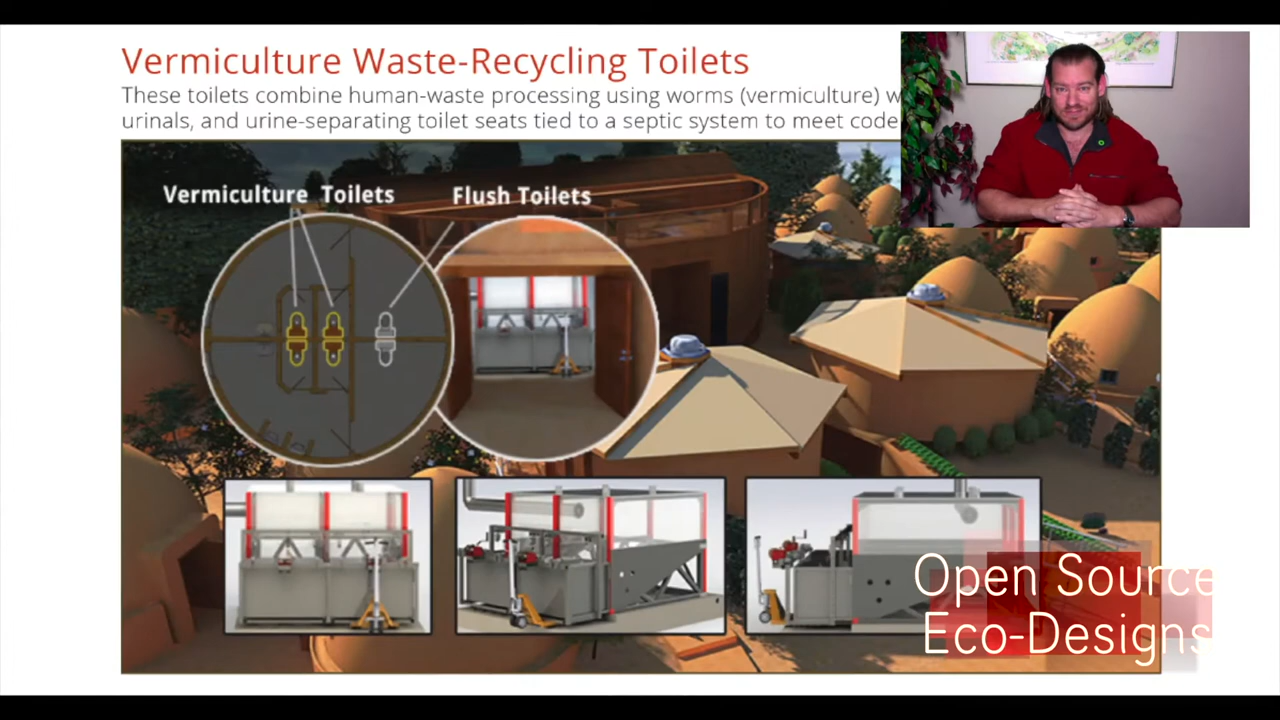 Vermiculture Waste-Recycling Toilets
These toilets combine human-waste processing using worms (vermiculture)
urinals, and urine-separating toilet seats tied to a septic system to meet code
Vermiculture Toilets
Flush Toilets
Open Source
Eco-Designs